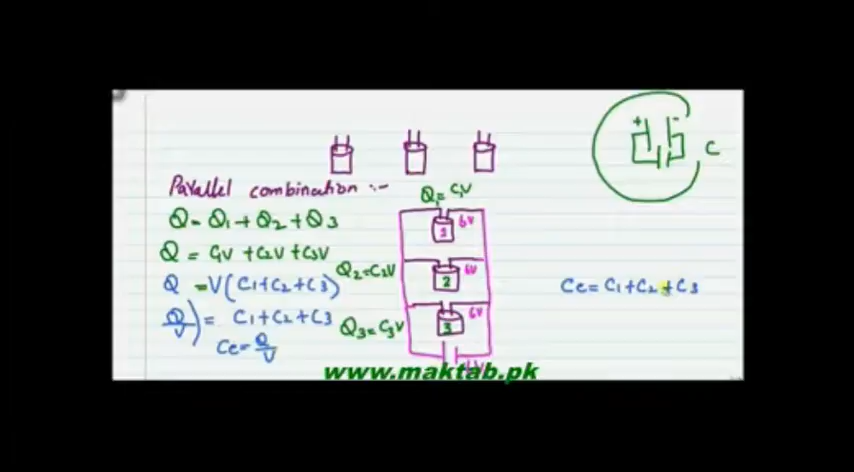 + -
C
Parallel combination :-
Q1 = C1V
Q = Q1 + Q2 + Q3
6V
1
Q = C1V + C2V + C3V
Q2 = C2V
6V
2
Q = V(C1+C2+C3)
Ce = C1+C2+C3
Q/V) = C1+C2+C3
Q3 = C3V
6V
3
Ce = Q/V
www.maktab.pk